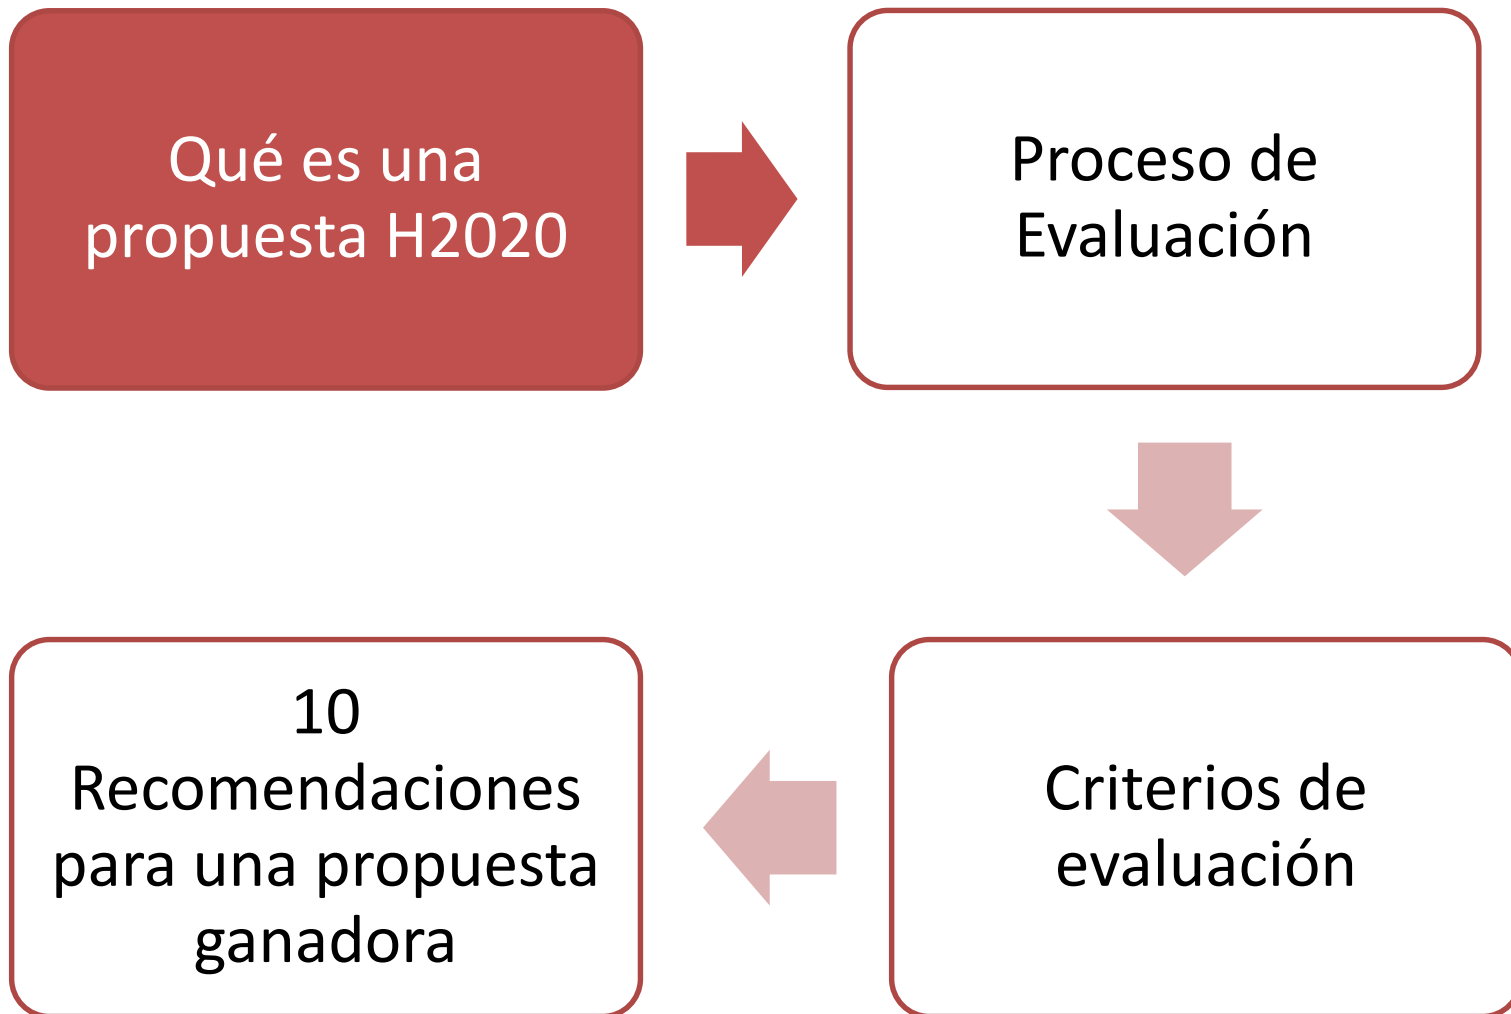 Qué es una
propuesta H2020
Proceso de
Evaluación
Criterios de
evaluación
10
Recomendaciones
para una propuesta
ganadora